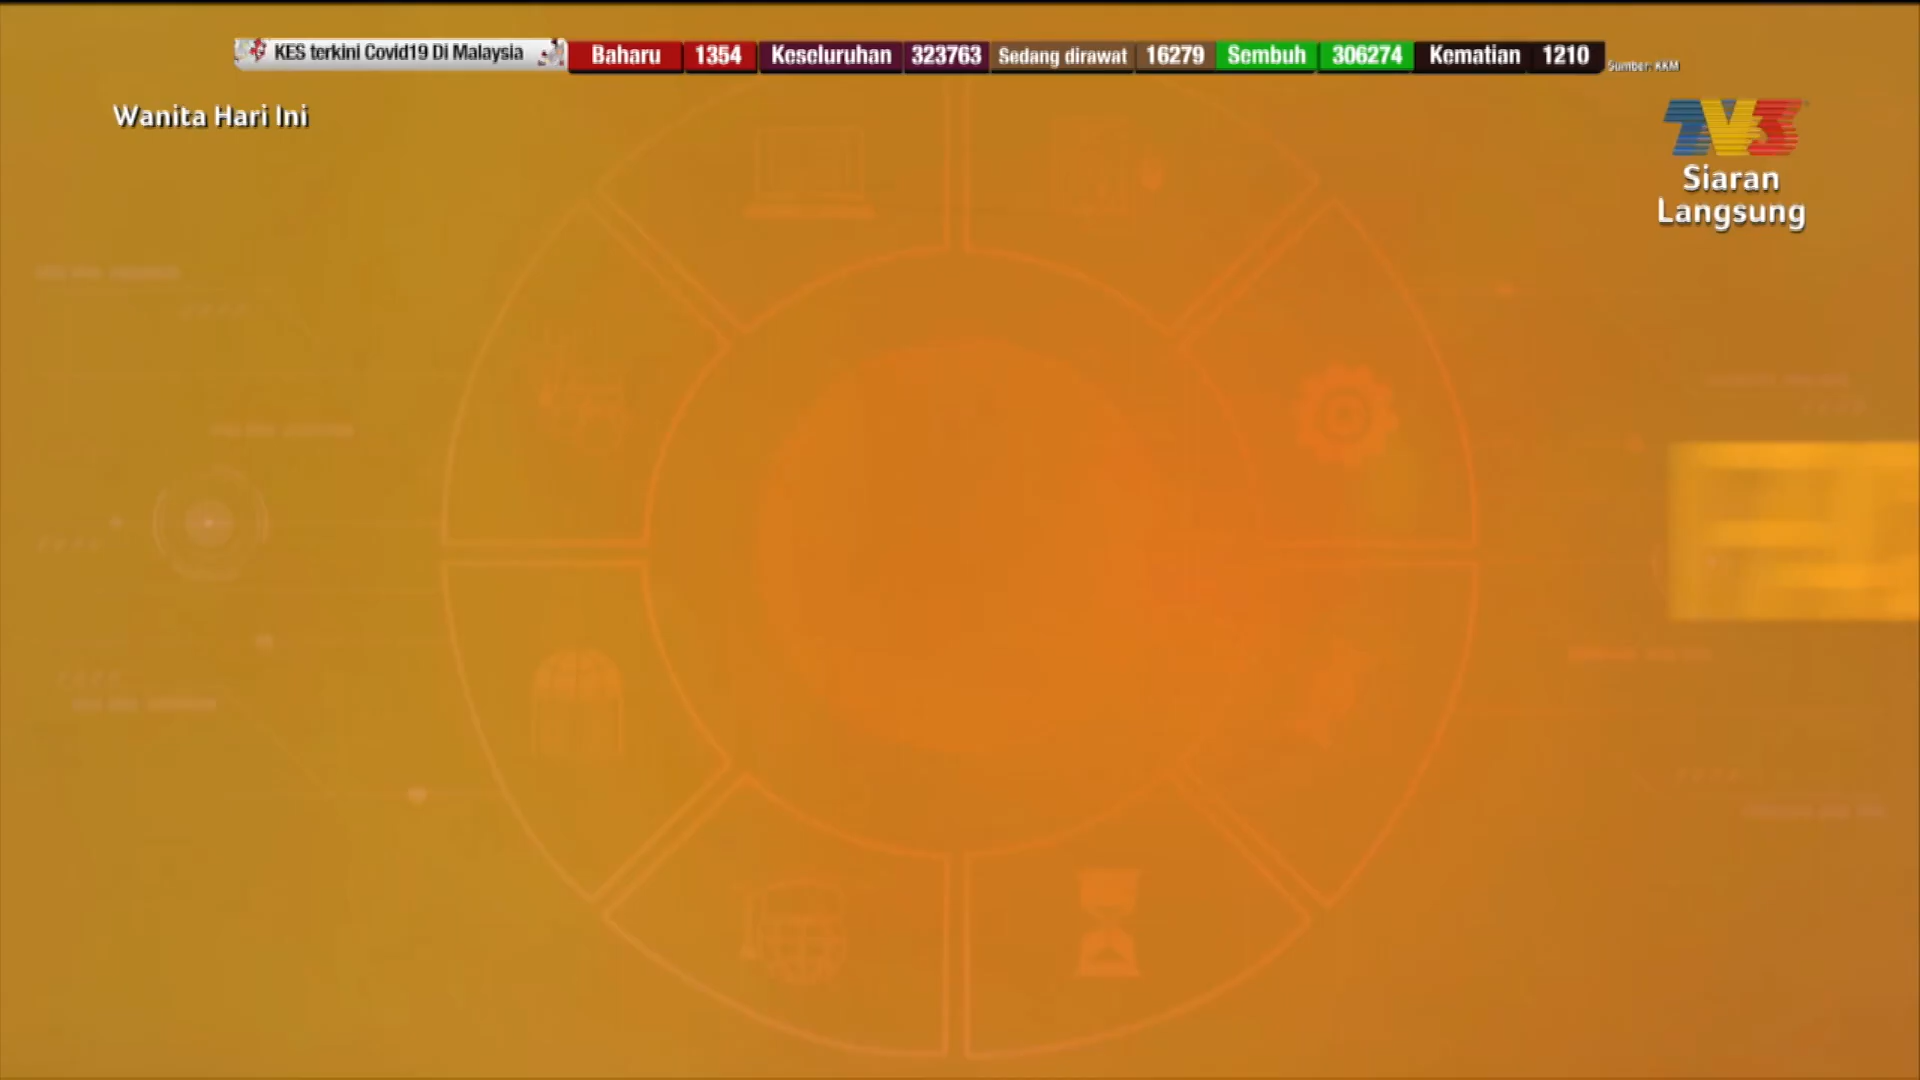 KES terkini Covid19 Di Malaysia Baharu 1354 Keseluruhan 323763 Sedang dirawat 16279 Sembuh 306274 Kematian 1210 Sumber: KKM
Wanita Hari Ini
TV3
Siaran
Langsung